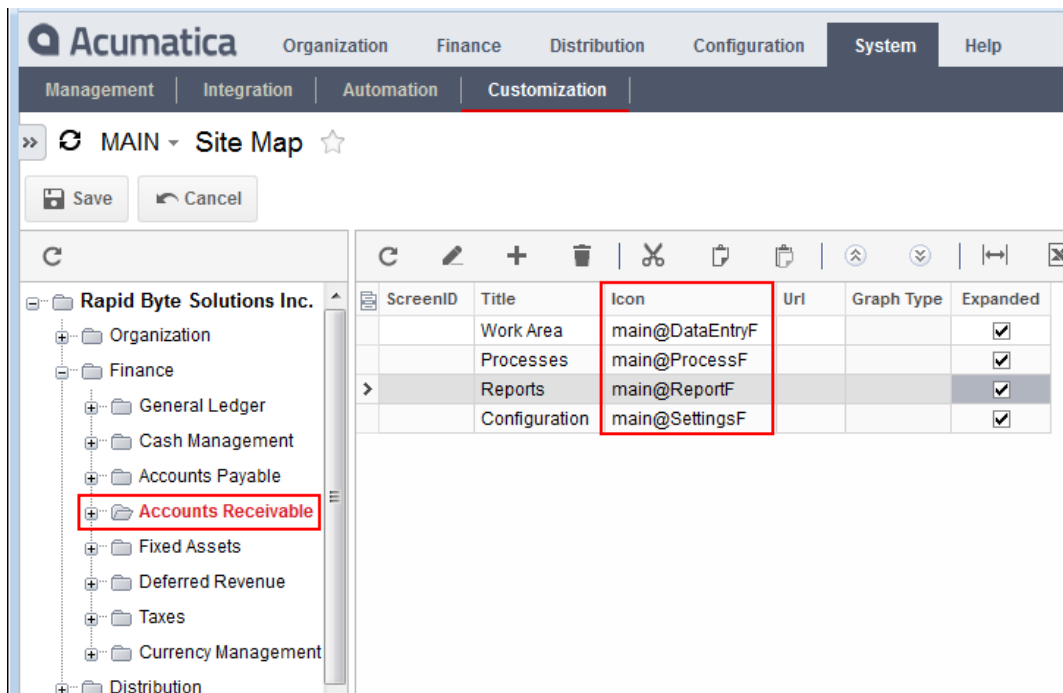 Acumatica Organization Finance Distribution Configuration System Help
Management Integration Automation Customization
MAIN Site Map
Save Cancel
Rapid Byte Solutions Inc.
Organization
Finance
General Ledger
Cash Management
Accounts Payable
Accounts Receivable
Fixed Assets
Deferred Revenue
Taxes
Currency Management
Distribution
ScreenID Title Icon Url Graph Type Expanded
Work Area main@DataEntryF
Processes main@ProcessF
Reports main@ReportF
Configuration main@SettingsF